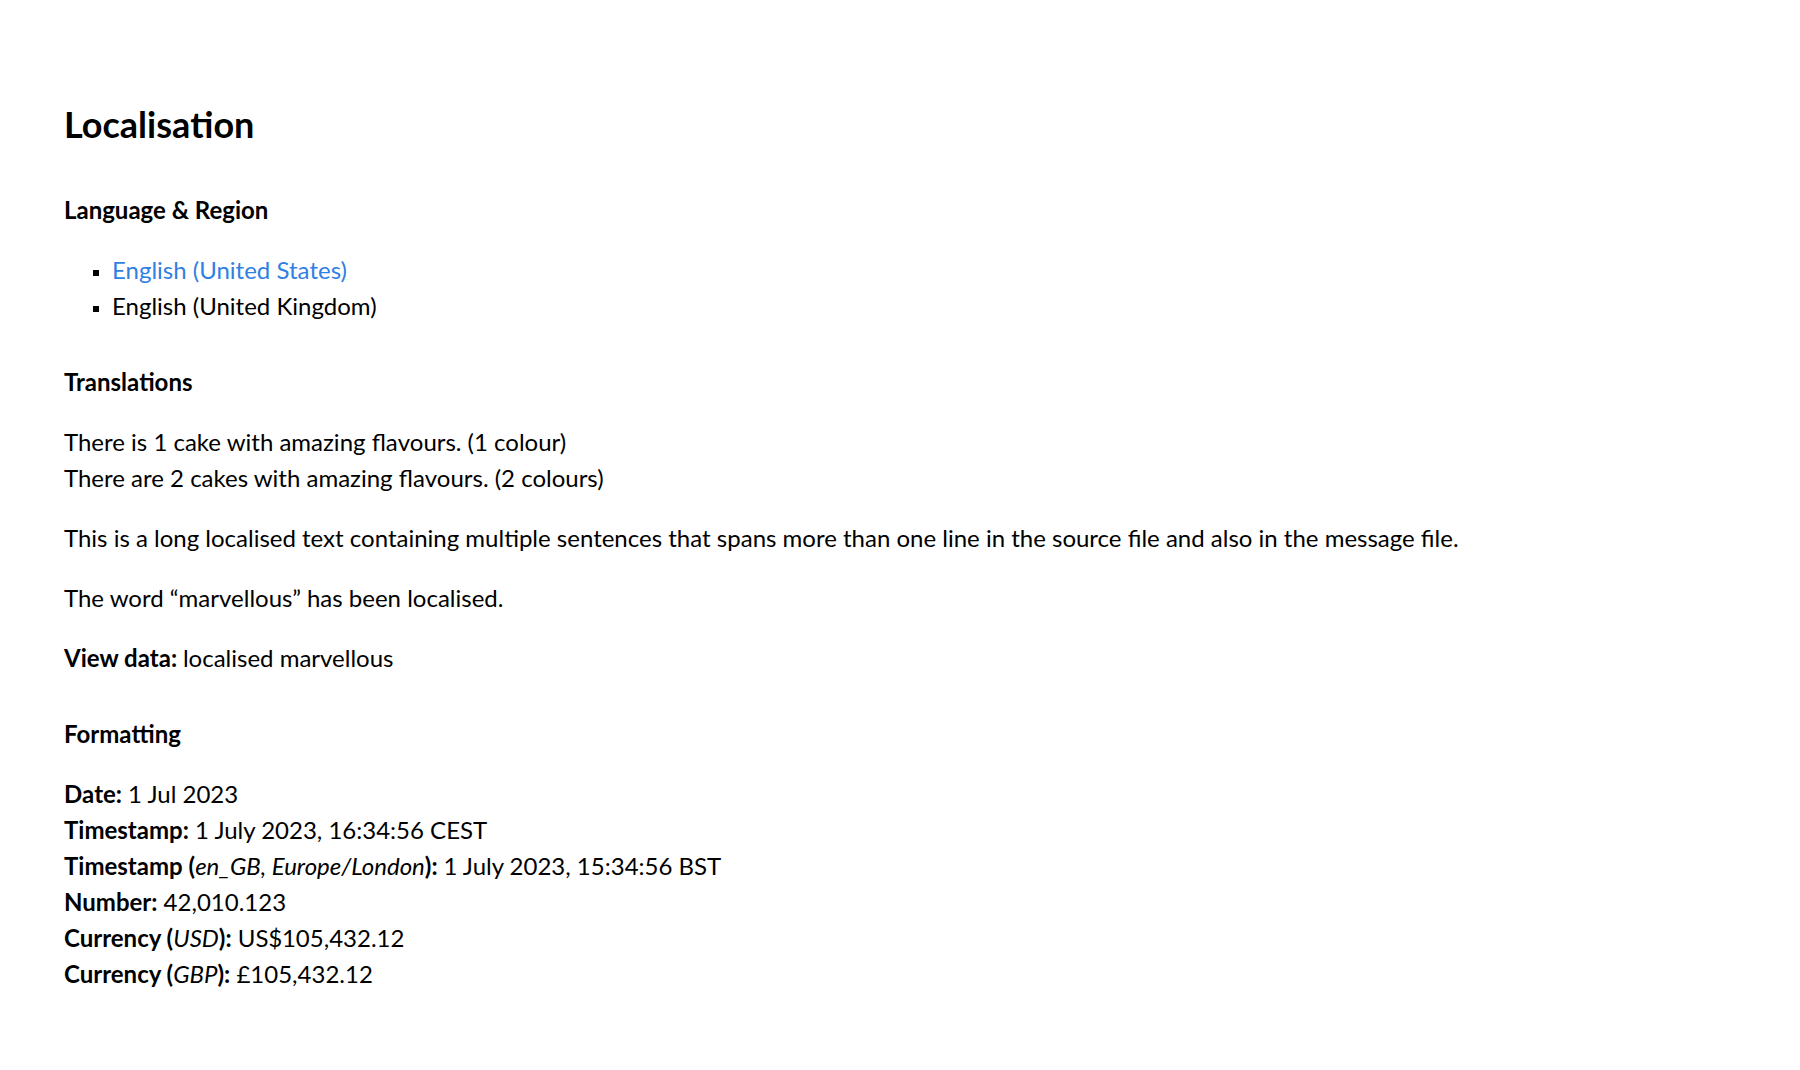 Localisation
Language & Region
English (United States)
English (United Kingdom)
Translations
There is 1 cake with amazing flavours. (1 colour)
There are 2 cakes with amazing flavours. (2 colours)
This is a long localised text containing multiple sentences that spans more than one line in the source file and also in the message file.
The word “marvellous” has been localised.
View data: localised marvellous
Formatting
Date: 1 Jul 2023
Timestamp: 1 July 2023, 16:34:56 CEST
Timestamp (en_GB, Europe/London): 1 July 2023, 15:34:56 BST
Number: 42,010.123
Currency (USD): US$105,432.12
Currency (GBP): £105,432.12